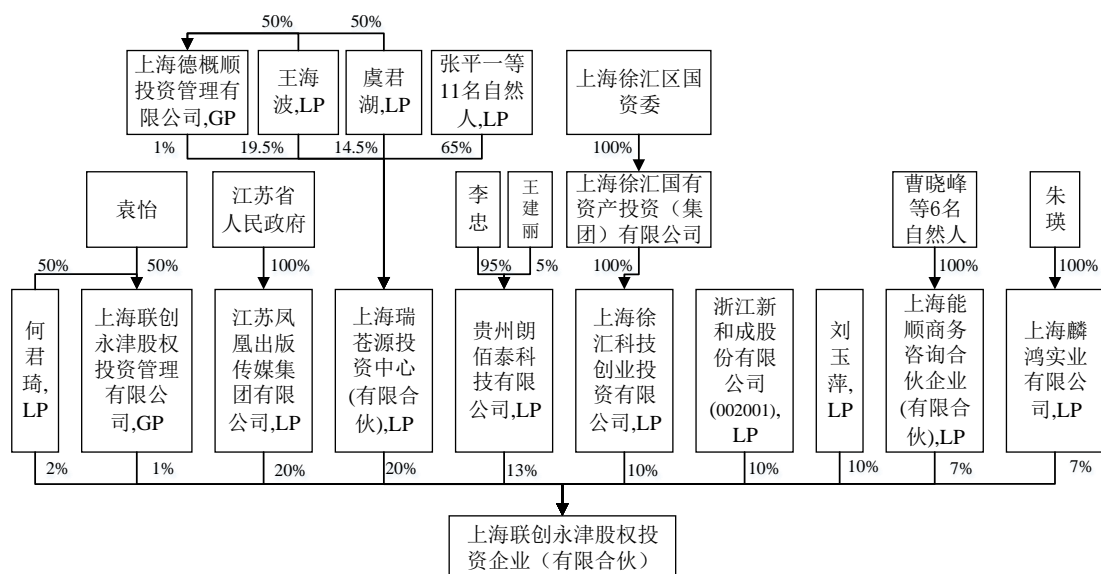 50%
50%
上海德概顺
投资管理有
限公司,GP
王海
波,LP
虞君
湖,LP
张平一等
11名自然
人,LP
上海徐汇区国
资委
1%
19.5%
14.5%
65%
100%
袁怡
江苏省
人民政府
李
忠
王
建
丽
上海徐汇国有
资产投资（集
团）有限公司
曹晓峰
等6名
自然人
朱
瑛
50%
50%
100%
95%
5%
100%
100%
100%
何
君
琦,
LP
上海联创
永津股权
投资管理
有限公
司,GP
江苏凤
凰出版
传媒集
团有限
公司,LP
上海瑞
苍源投
资中心
(有限合
伙),LP
贵州朗
佰泰科
技有限
公司,LP
上海徐
汇科技
创业投
资有限
公司,LP
浙江新
和成股
份有限
公司
(002001),
LP
刘
玉
萍,
LP
上海能
顺商务
咨询合
伙企业
(有限合
伙),LP
上海麟
鸿实业
有限公
司,LP
2%
1%
20%
20%
13%
10%
10%
10%
7%
7%
上海联创永津股权投
资企业（有限合伙）